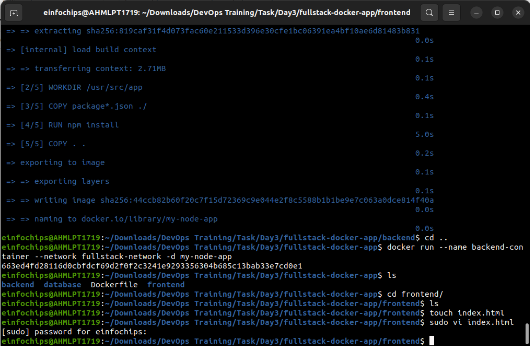 einfochips@AHMLPT1719: ~/Downloads/DevOps Training/Task/Day3/fullstack-docker-app/frontend
=> => extracting sha256:819caf31f4d073fac60e211533d396e30cfe1bc06391ea4bf10ae6d81483b831
0.0s
=> [internal] load build context
0.1s
=> => transferring context: 2.71MB
0.1s
=> [2/5] WORKDIR /usr/src/app
0.4s
=> [3/5] COPY package*.json ./
0.1s
=> [4/5] RUN npm install
5.0s
=> [5/5] COPY . .
0.2s
=> exporting to image
0.1s
=> => exporting layers
0.1s
=> => writing image sha256:44ccb82b60f20c7f15d72369c9e044e2f8c5588b1b1be9e7c063a0dce814f40a
0.0s
=> => naming to docker.io/library/my-node-app
0.0s
einfochips@AHMLPT1719:~/Downloads/DevOps Training/Task/Day3/fullstack-docker-app/backend$ cd ..
einfochips@AHMLPT1719:~/Downloads/DevOps Training/Task/Day3/fullstack-docker-app$ docker run --name backend-con
tainer --network fullstack-network -d my-node-app
663ed4fd28116d0cbfdcf69d2f0f2c3241e9293356304b685c13bab33e7cd0e1
einfochips@AHMLPT1719:~/Downloads/DevOps Training/Task/Day3/fullstack-docker-app$ ls
backend database Dockerfile frontend
einfochips@AHMLPT1719:~/Downloads/DevOps Training/Task/Day3/fullstack-docker-app$ cd frontend/
einfochips@AHMLPT1719:~/Downloads/DevOps Training/Task/Day3/fullstack-docker-app/frontend$ ls
einfochips@AHMLPT1719:~/Downloads/DevOps Training/Task/Day3/fullstack-docker-app/frontend$ touch index.html
einfochips@AHMLPT1719:~/Downloads/DevOps Training/Task/Day3/fullstack-docker-app/frontend$ sudo vi index.html
[sudo] password for einfochips:
einfochips@AHMLPT1719:~/Downloads/DevOps Training/Task/Day3/fullstack-docker-app/frontend$